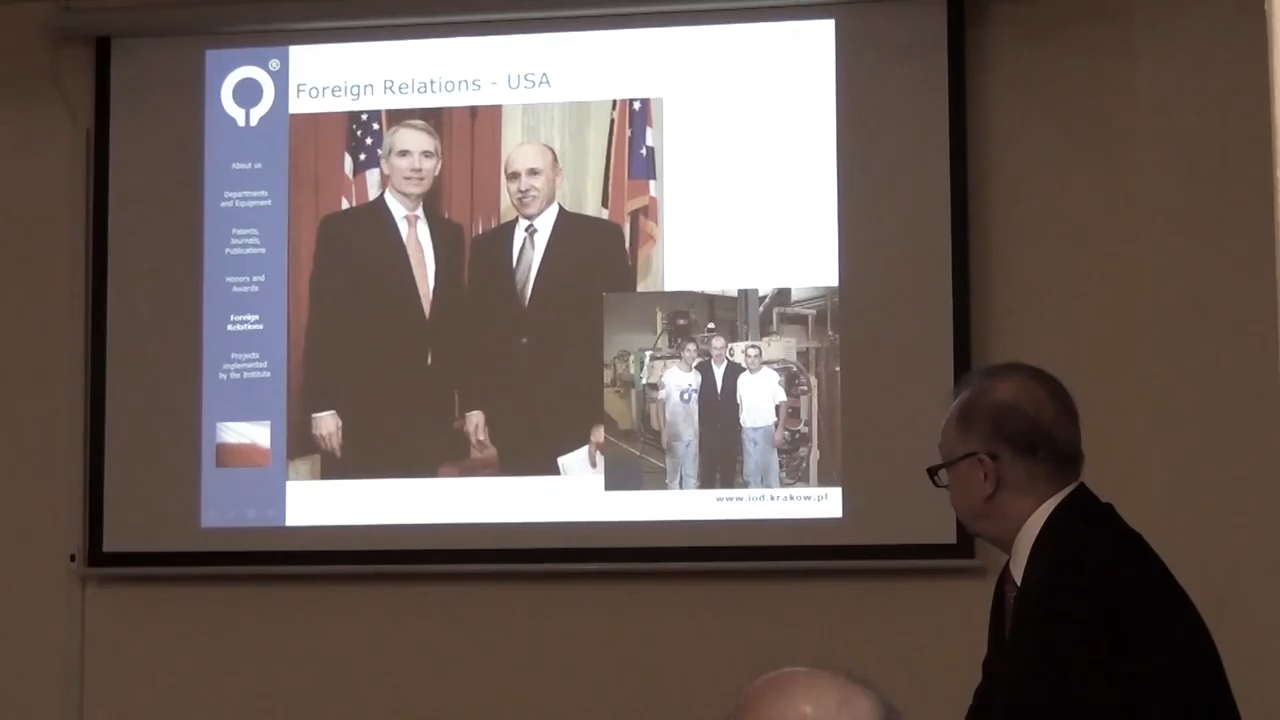 ®
Foreign Relations - USA
About us
Departments
and Equipment
Patents,
Journals,
Publications
Honors and
Awards
Foreign
Relations
Projects
implemented
by the Institute
www.iod.krakow.pl